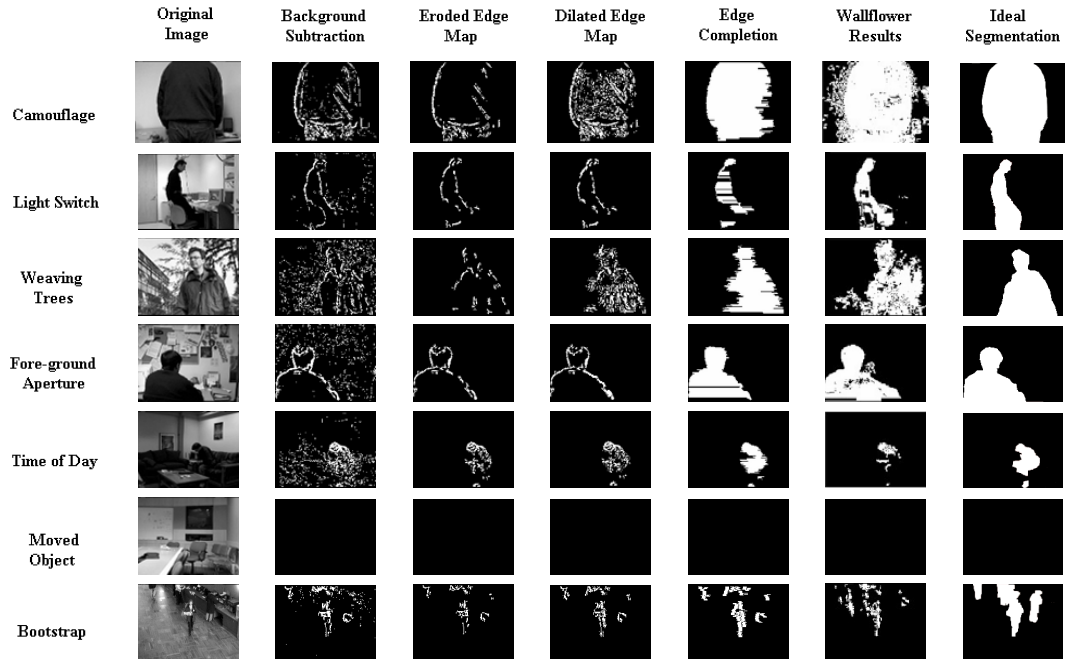 Original
Image
Background
Subtraction
Eroded Edge
Map
Dilated Edge
Map
Edge
Completion
Wallflower
Results
Ideal
Segmentation
Camouflage
Light Switch
Weaving
Trees
Fore-ground
Aperture
Time of Day
Moved
Object
Bootstrap